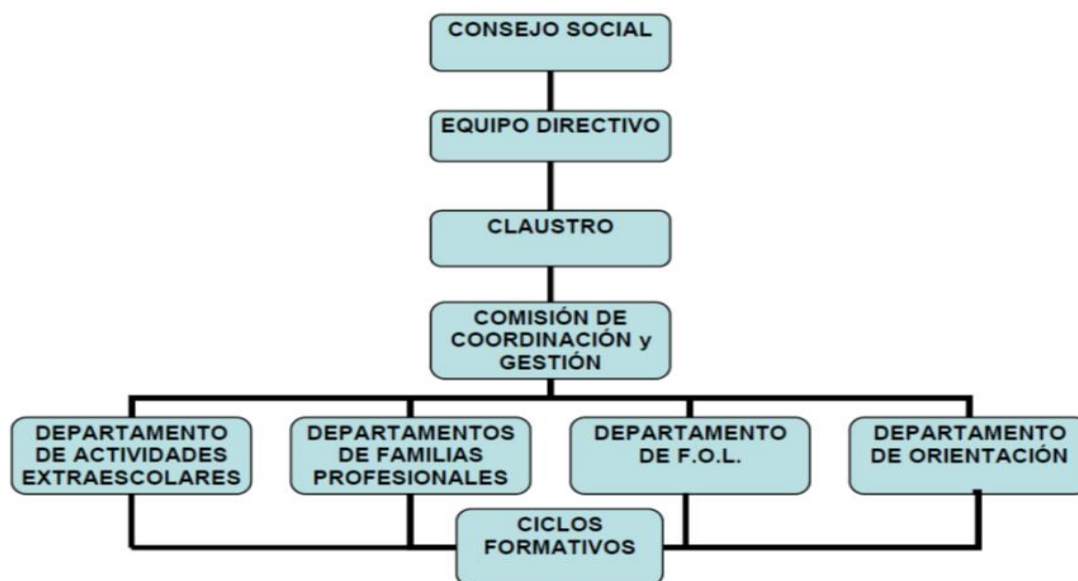 CONSEJO SOCIAL
EQUIPO DIRECTIVO
CLAUSTRO
COMISIÓN DE
COORDINACIÓN y
GESTIÓN
DEPARTAMENTO
DE ACTIVIDADES
EXTRAESCOLARES
DEPARTAMENTOS
DE FAMILIAS
PROFESIONALES
DEPARTAMENTO
DE F.O.L.
DEPARTAMENTO
DE ORIENTACIÓN
CICLOS
FORMATIVOS